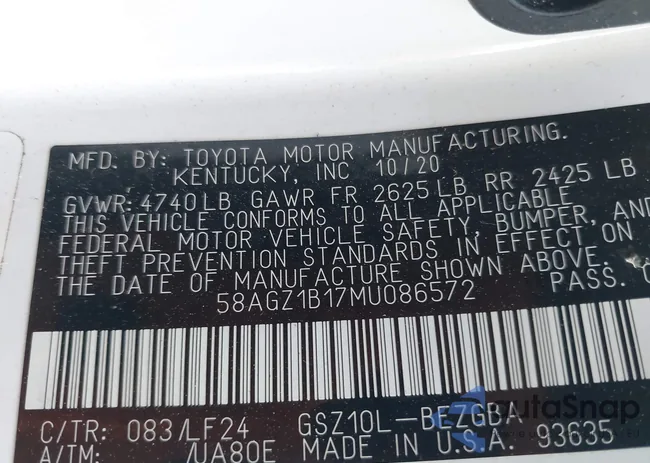 MFD. BY: TOYOTA MOTOR MANUFACTURING.
KENTUCKY, INC 10/20
GVWR: 4740LB GAWR FR 2625LB RR 2425 LB
THIS VEHICLE CONFORMS TO ALL APPLICABLE
FEDERAL MOTOR VEHICLE SAFETY, BUMPER, AND
THEFT PREVENTION STANDARDS IN EFFECT ON
THE DATE OF MANUFACTURE SHOWN ABOVE.
58AGZ1B17MU086572 PASS.
C/TR: 083/LF24 GSZ10L-BEZGBA
A/TM: /UA80E MADE IN U.S.A. 93635
autoSnap